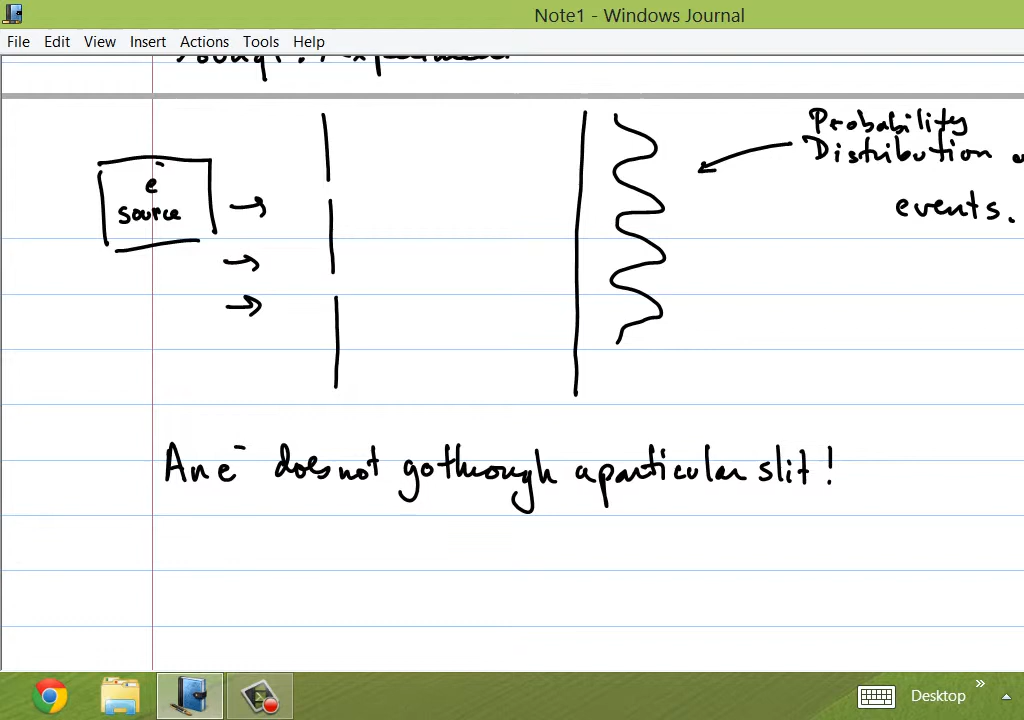 Note1 - Windows Journal
File Edit View Insert Actions Tools Help
Probability
Distribution
events.
e⁻
source
An e⁻ does not go through a particular slit!
Desktop